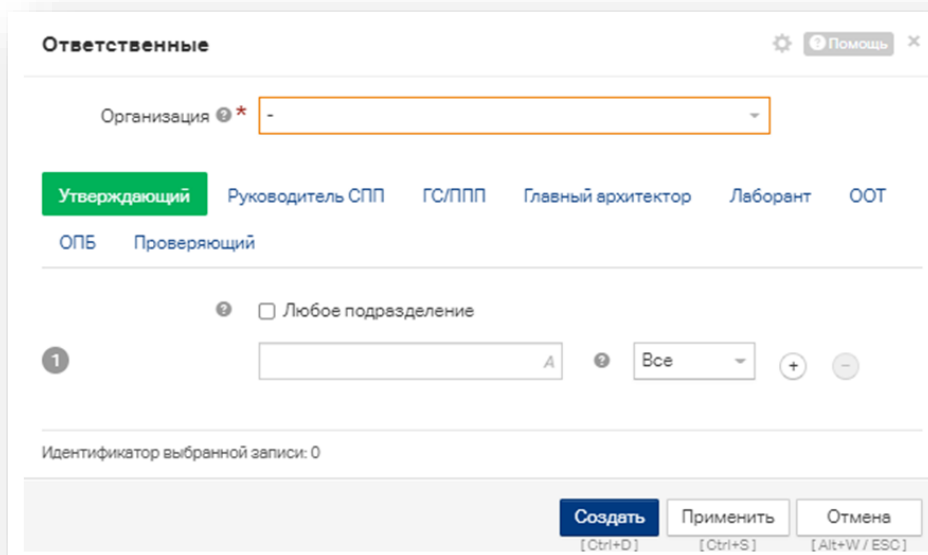 Ответственные
Помощь
Организация *
-
Утверждающий Руководитель СПП ГС/ППП Главный архитектор Лаборант ООТ
ОПБ Проверяющий
Любое подразделение
1
A
Все
Идентификатор выбранной записи: 0
Создать Применить Отмена
[Ctrl+D] [Ctrl+S] [Alt+W / ESC]